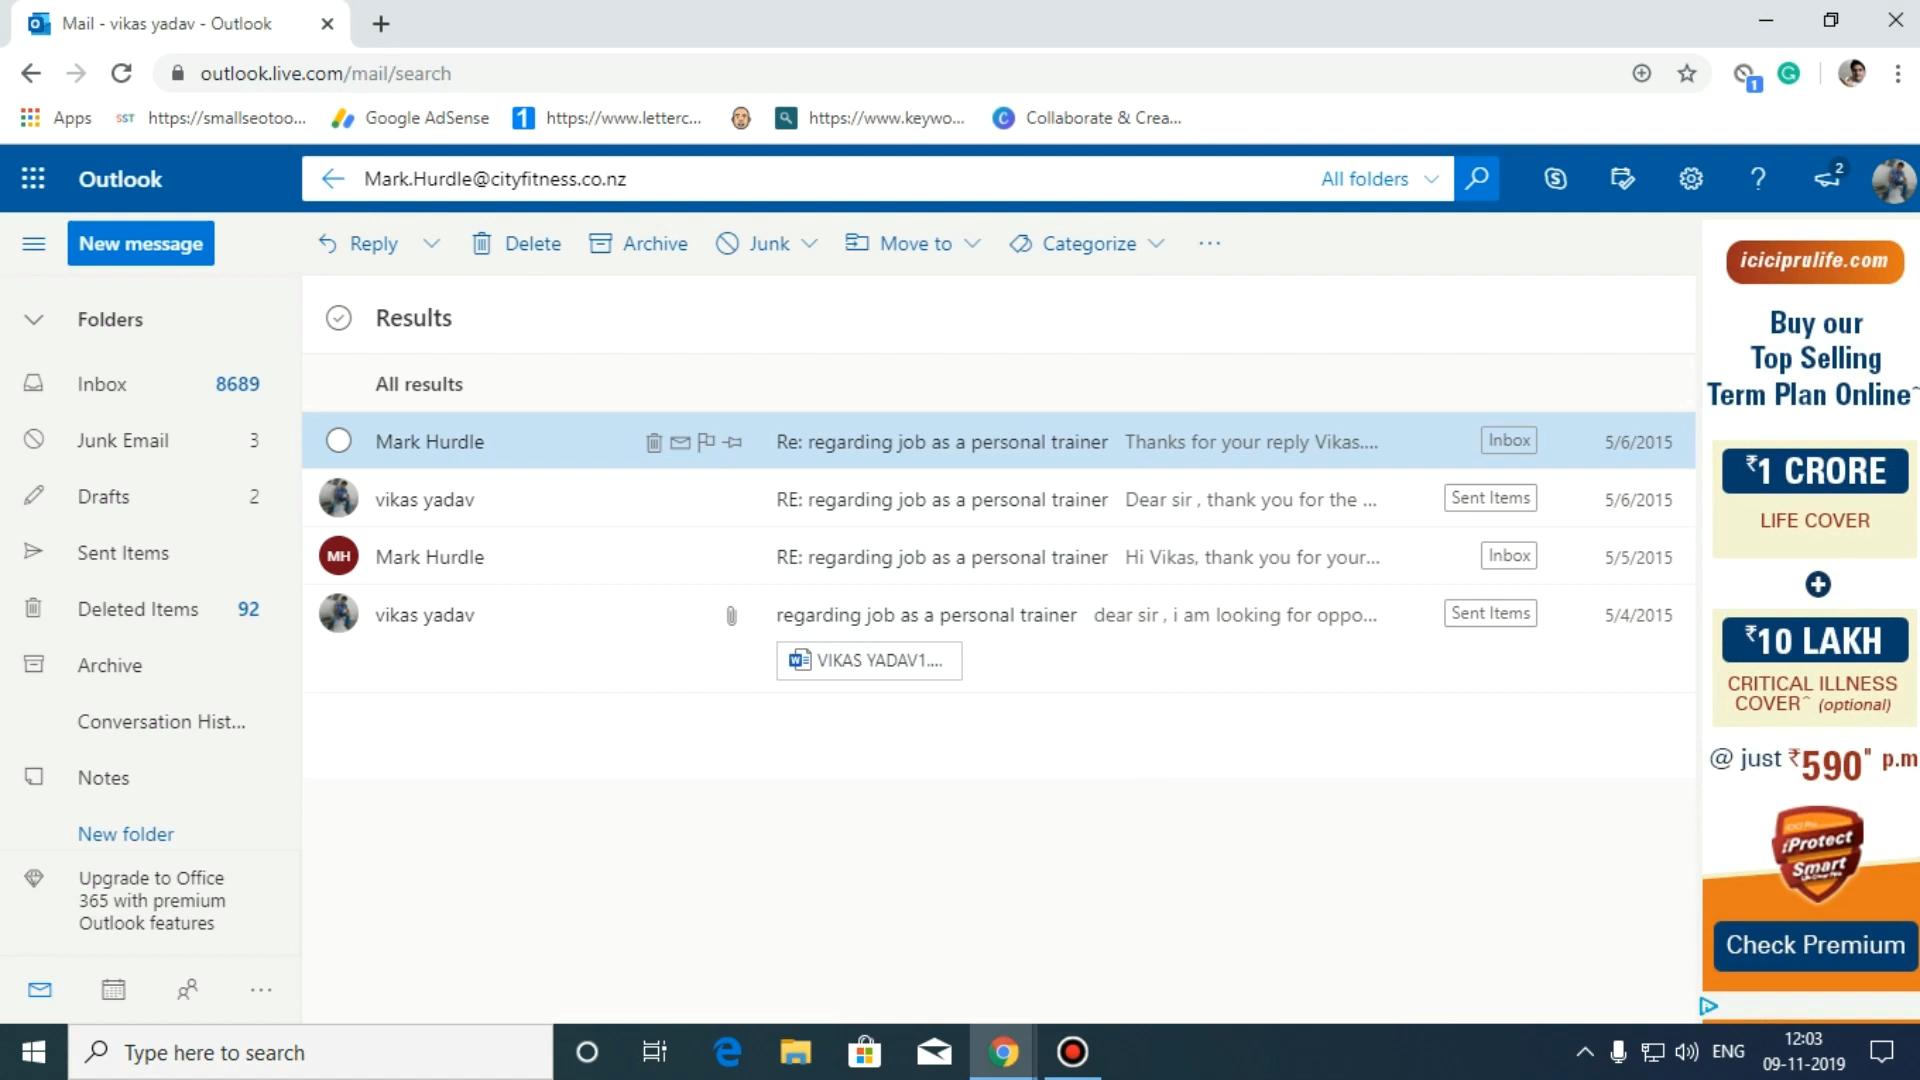 Mail - vikas yadav - Outlook
outlook.live.com/mail/search
1
Apps
SST https://smallseotoo...
Google AdSense
1 https://www.letterc...
https://www.keywo...
C Collaborate & Crea...
Outlook
Mark.Hurdle@cityfitness.co.nz
All folders
2
New message
Reply
Delete
Archive
Junk
Move to
Categorize
Folders
Inbox 8689
Junk Email 3
Drafts 2
Sent Items
Deleted Items 92
Archive
Conversation Hist...
Notes
New folder
Upgrade to Office
365 with premium
Outlook features
Results
All results
Mark Hurdle Re: regarding job as a personal trainer Thanks for your reply Vikas.... Inbox 5/6/2015
vikas yadav RE: regarding job as a personal trainer Dear sir , thank you for the ... Sent Items 5/6/2015
MH Mark Hurdle RE: regarding job as a personal trainer Hi Vikas, thank you for your... Inbox 5/5/2015
vikas yadav regarding job as a personal trainer dear sir , i am looking for oppo... Sent Items 5/4/2015
VIKAS YADAV1....
iciciprulife.com
Buy our
Top Selling
Term Plan Online^
₹1 CRORE
LIFE COVER
₹10 LAKH
CRITICAL ILLNESS
COVER^ (optional)
@ just ₹590" p.m
iProtect
Smart
Check Premium
Type here to search
ENG
12:03
09-11-2019